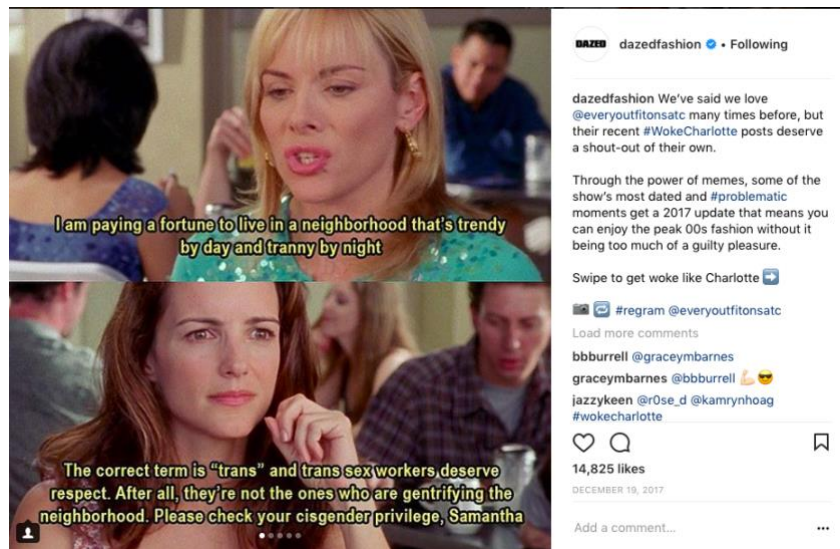 I am paying a fortune to live in a neighborhood that's trendy
by day and tranny by night
The correct term is "trans" and trans sex workers deserve
respect. After all, they're not the ones who are gentrifying the
neighborhood. Please check your cisgender privilege, Samantha
DAZED
dazedfashion • Following
dazedfashion We've said we love
@everyoutfitonsatc many times before, but
their recent #WokeCharlotte posts deserve
a shout-out of their own.
Through the power of memes, some of the
show's most dated and #problematic
moments get a 2017 update that means you
can enjoy the peak 00s fashion without it
being too much of a guilty pleasure.
Swipe to get woke like Charlotte ➡️
📷 🔁 #regram @everyoutfitonsatc
Load more comments
bbburrell @graceymbarnes
graceymbarnes @bbburrell 💪🏻 😎
jazzykeen @r0se_d @kamrynhoag
#wokecharlotte
14,825 likes
DECEMBER 19, 2017
Add a comment...